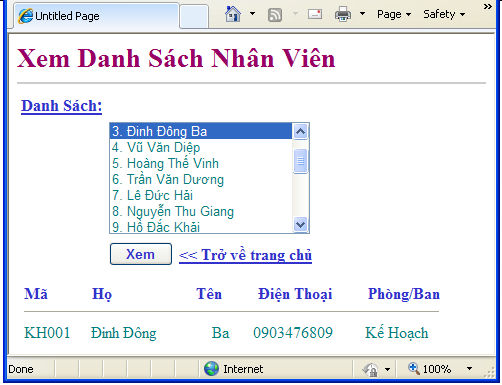 Untitled Page
Page
Safety
»
Xem Danh Sách Nhân Viên
Danh Sách:
3. Đinh Đông Ba
4. Vũ Văn Diệp
5. Hoàng Thế Vinh
6. Trần Văn Dương
7. Lê Đức Hải
8. Nguyễn Thu Giang
9. Hồ Đắc Khải
Xem << Trở về trang chủ
Mã Họ Tên Điện Thoại Phòng/Ban
KH001 Đinh Đông Ba 0903476809 Kế Hoạch
Done Internet 100%